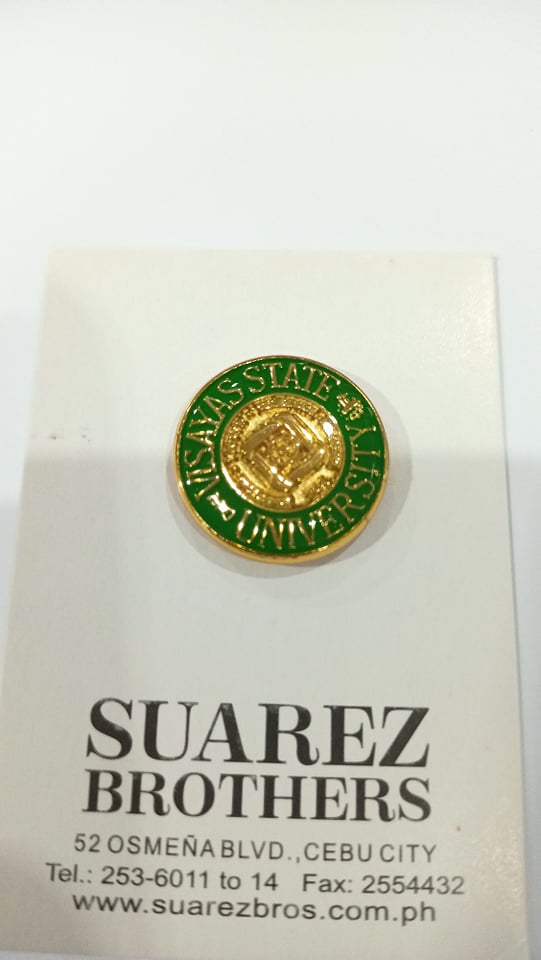 VISAYAS STATE
UNIVERSITY
SUAREZ
BROTHERS
52 OSMEÑA BLVD., CEBU CITY
Tel.: 253-6011 to 14 Fax: 2554432
www.suarezbros.com.ph